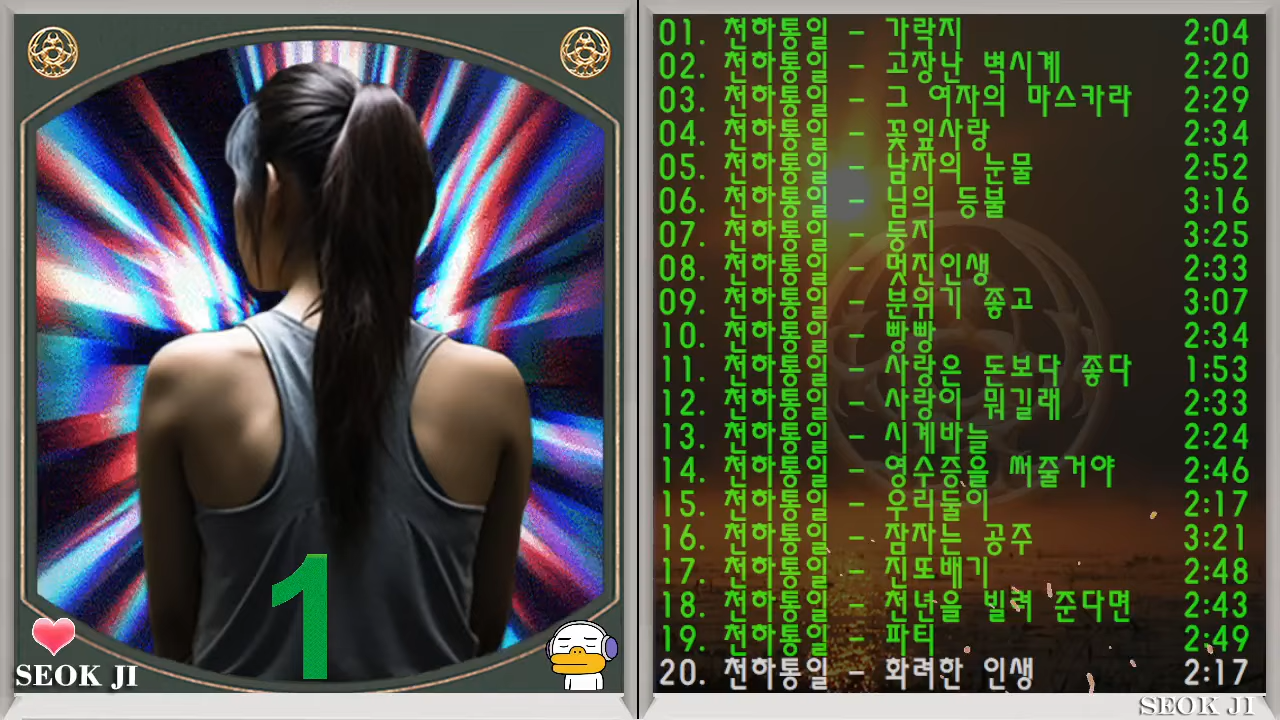 1
SEOK JI
01. 천하통일 - 가락지 2:04
02. 천하통일 - 고장난 벽시계 2:20
03. 천하통일 - 그 여자의 마스카라 2:29
04. 천하통일 - 꽃잎사랑 2:34
05. 천하통일 - 남자의 눈물 2:52
06. 천하통일 - 님의 등불 3:16
07. 천하통일 - 둥지 3:25
08. 천하통일 - 멋진인생 2:33
09. 천하통일 - 분위기 좋고 3:07
10. 천하통일 - 빵빵 2:34
11. 천하통일 - 사랑은 돈보다 좋다 1:53
12. 천하통일 - 사랑이 뭐길래 2:33
13. 천하통일 - 시계바늘 2:24
14. 천하통일 - 영수증을 써줄거야 2:46
15. 천하통일 - 우리둘이 2:17
16. 천하통일 - 잠자는 공주 3:21
17. 천하통일 - 진또배기 2:48
18. 천하통일 - 천년을 빌려 준다면 2:43
19. 천하통일 - 파티 2:49
20. 천하통일 - 화려한 인생 2:17
SEOK JI